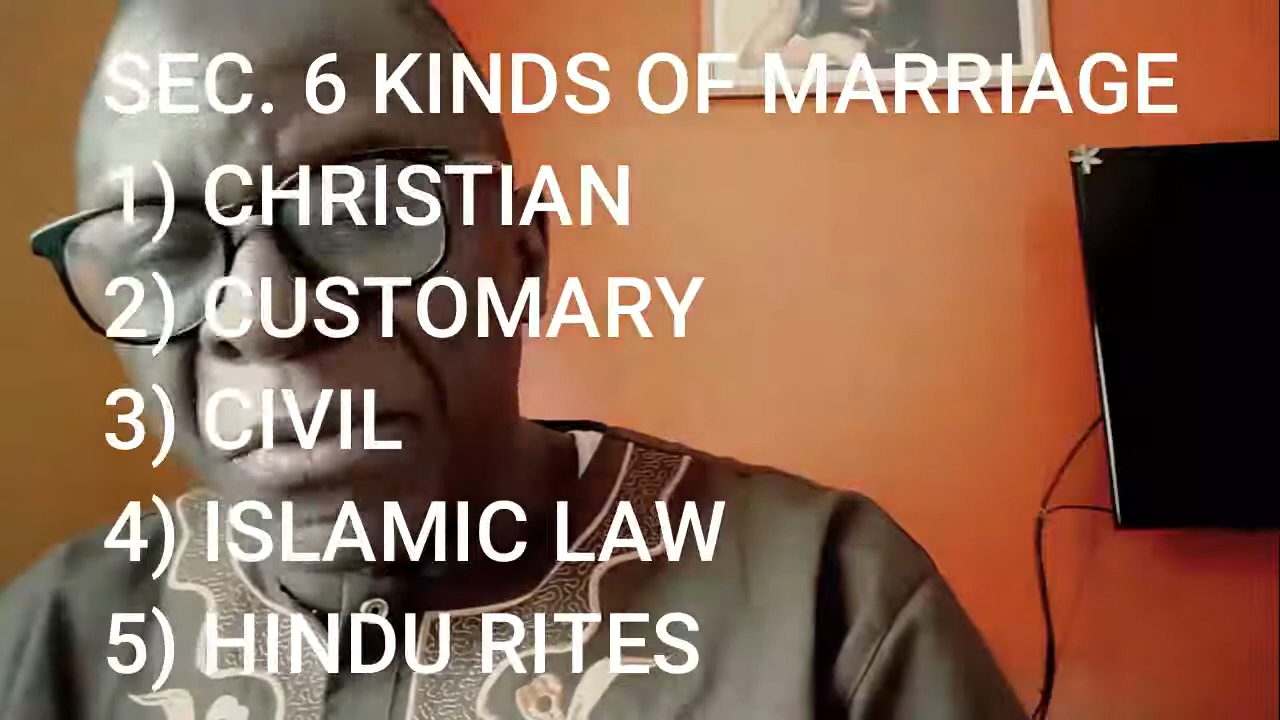 SEC. 6 KINDS OF MARRIAGE
1) CHRISTIAN
2) CUSTOMARY
3) CIVIL
4) ISLAMIC LAW
5) HINDU RITES